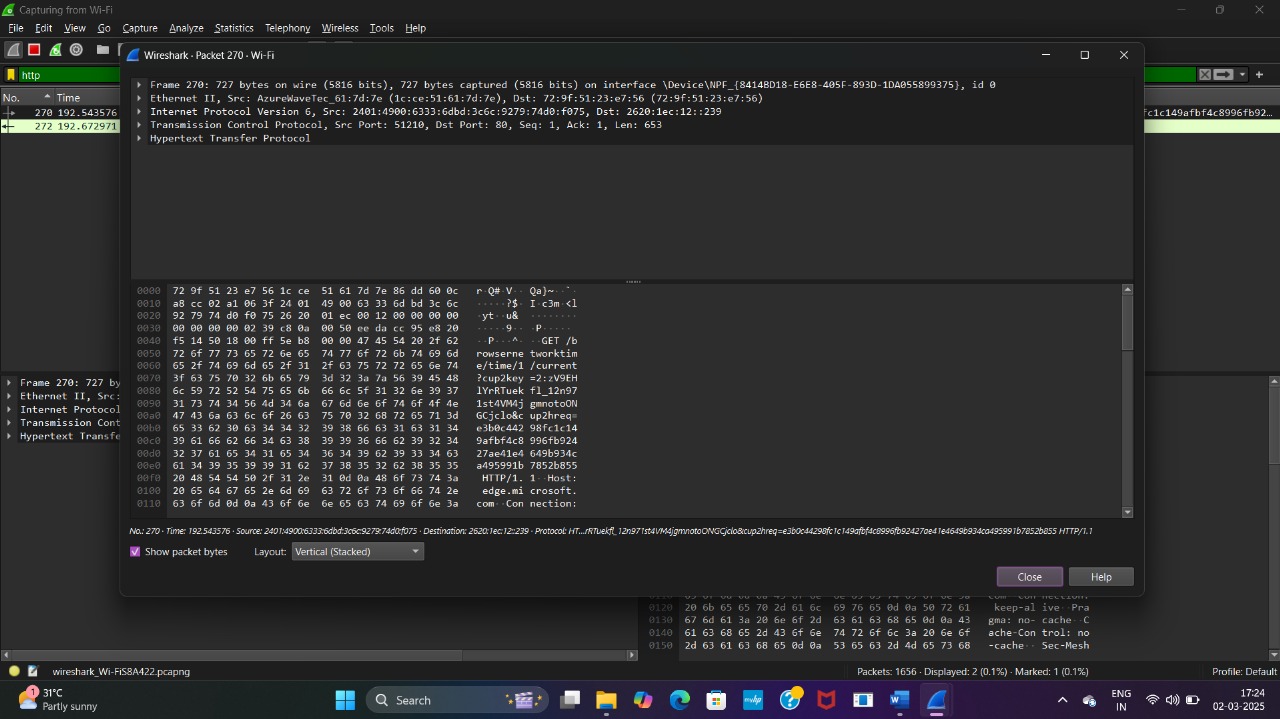 Capturing from Wi-Fi
File Edit View Go Capture Analyze Statistics Telephony Wireless Tools Help
http
No. Time
270 192.543576
272 192.672971
fc1c149afbf4c8996fb92...
Wireshark · Packet 270 · Wi-Fi
Frame 270: 727 bytes on wire (5816 bits), 727 bytes captured (5816 bits) on interface \Device\NPF_{8414BD18-E6E8-405F-893D-1DA055899375}, id 0
Ethernet II, Src: AzureWaveTec_61:7d:7e (1c:ce:51:61:7d:7e), Dst: 72:9f:51:23:e7:56 (72:9f:51:23:e7:56)
Internet Protocol Version 6, Src: 2401:4900:6333:6dbd:3c6c:9279:74d0:f075, Dst: 2620:1ec:12::239
Transmission Control Protocol, Src Port: 51210, Dst Port: 80, Seq: 1, Ack: 1, Len: 653
Hypertext Transfer Protocol
0000 72 9f 51 23 e7 56 1c ce 51 61 7d 7e 86 dd 60 0c r·Q#·V·· Qa}~··`·
0010 a8 cc 02 a1 06 3f 24 01 49 00 63 33 6d bd 3c 6c ·····?$· I·c3m·<l
0020 92 79 74 d0 f0 75 26 20 01 ec 00 12 00 00 00 00 ·yt··u& ········
0030 00 00 00 00 02 39 c8 0a 00 50 ee da cc 95 e8 20 ·····9·· ·P·····
0040 f5 14 50 18 00 ff 5e b8 00 00 47 45 54 20 2f 62 ··P···^· ··GET /b
0050 72 6f 77 73 65 72 6e 65 74 77 6f 72 6b 74 69 6d rowserne tworktim
0060 65 2f 74 69 6d 65 2f 31 2f 63 75 72 72 65 6e 74 e/time/1 /current
0070 3f 63 75 70 32 6b 65 79 3d 32 3a 7a 56 39 45 48 ?cup2key =2:zV9EH
0080 6c 59 72 52 54 75 65 6b 66 6c 5f 31 32 6e 39 37 lYrRTuek fl_12n97
0090 31 73 74 34 56 4d 34 6a 67 6d 6e 6f 74 6f 4f 4e 1st4VM4j gmnotoON
00a0 47 43 6a 63 6c 6f 26 63 75 70 32 68 72 65 71 3d GCjclo&c up2hreq=
00b0 65 33 62 30 63 34 34 32 39 38 66 63 31 63 31 34 e3b0c442 98fc1c14
00c0 39 61 66 62 66 34 63 38 39 39 36 66 62 39 32 34 9afbf4c8 996fb924
00d0 32 37 61 65 34 31 65 34 36 34 39 62 39 33 34 63 27ae41e4 649b934c
00e0 61 34 39 35 39 39 31 62 37 38 35 32 62 38 35 35 a495991b 7852b855
00f0 20 48 54 54 50 2f 31 2e 31 0d 0a 48 6f 73 74 3a HTTP/1. 1··Host:
0100 20 65 64 67 65 2e 6d 69 63 72 6f 73 6f 66 74 2e edge.mi crosoft.
0110 63 6f 6d 0d 0a 43 6f 6e 6e 65 63 74 69 6f 6e 3a com··Con nection:
No.: 270 · Time: 192.543576 · Source: 2401:4900:6333:6dbd:3c6c:9279:74d0:f075 · Destination: 2620:1ec:12::239 · Protocol: HT...rRTuekfl_12n971st4VM4jgmnotoONGCjclo&cup2hreq=e3b0c44298fc1c149afbf4c8996fb92427ae41e4649b934ca495991b7852b855 HTTP/1.1
Show packet bytes Layout: Vertical (Stacked)
Close Help
Frame 270: 727 by
Ethernet II, Src:
Internet Protocol
Transmission Cont
Hypertext Transfe
0120 20 6b 65 65 70 2d 61 6c 69 76 65 0d 0a 50 72 61 keep-al ive··Pra
0130 67 6d 61 3a 20 6e 6f 2d 63 61 63 68 65 0d 0a 43 gma: no- cache··C
0140 61 63 68 65 2d 43 6f 6e 74 72 6f 6c 3a 20 6e 6f ache-Con trol: no
0150 2d 63 61 63 68 65 0d 0a 53 65 63 2d 4d 65 73 68 -cache·· Sec-Mesh
wireshark_Wi-FiS8A422.pcapng
Packets: 1656 · Displayed: 2 (0.1%) · Marked: 1 (0.1%)
Profile: Default
1
31°C
Partly sunny
Search
mvhp
W
ENG
IN
17:24
02-03-2025